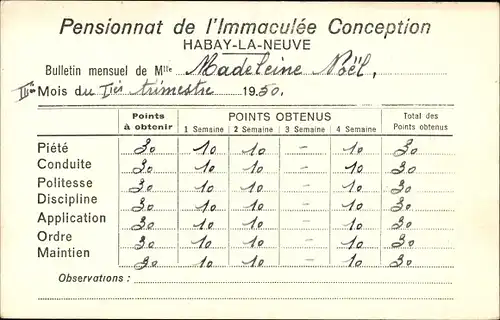 Pensionnat de l'Immaculée Conception
HABAY-LA-NEUVE
Bulletin mensuel de Mlle Madeleine Noël,
IIer Mois du IIer trimestre 1950.
Points à obtenir POINTS OBTENUS Total des Points obtenus
1 Semaine 2 Semaine 3 Semaine 4 Semaine
Piété 30 10 10 - 10 30
Conduite 30 10 10 - 10 30
Politesse 30 10 10 - 10 30
Discipline 30 10 10 - 10 30
Application 30 10 10 - 10 30
Ordre 30 10 10 - 10 30
Maintien 30 10 10 - 10 30
Observations :